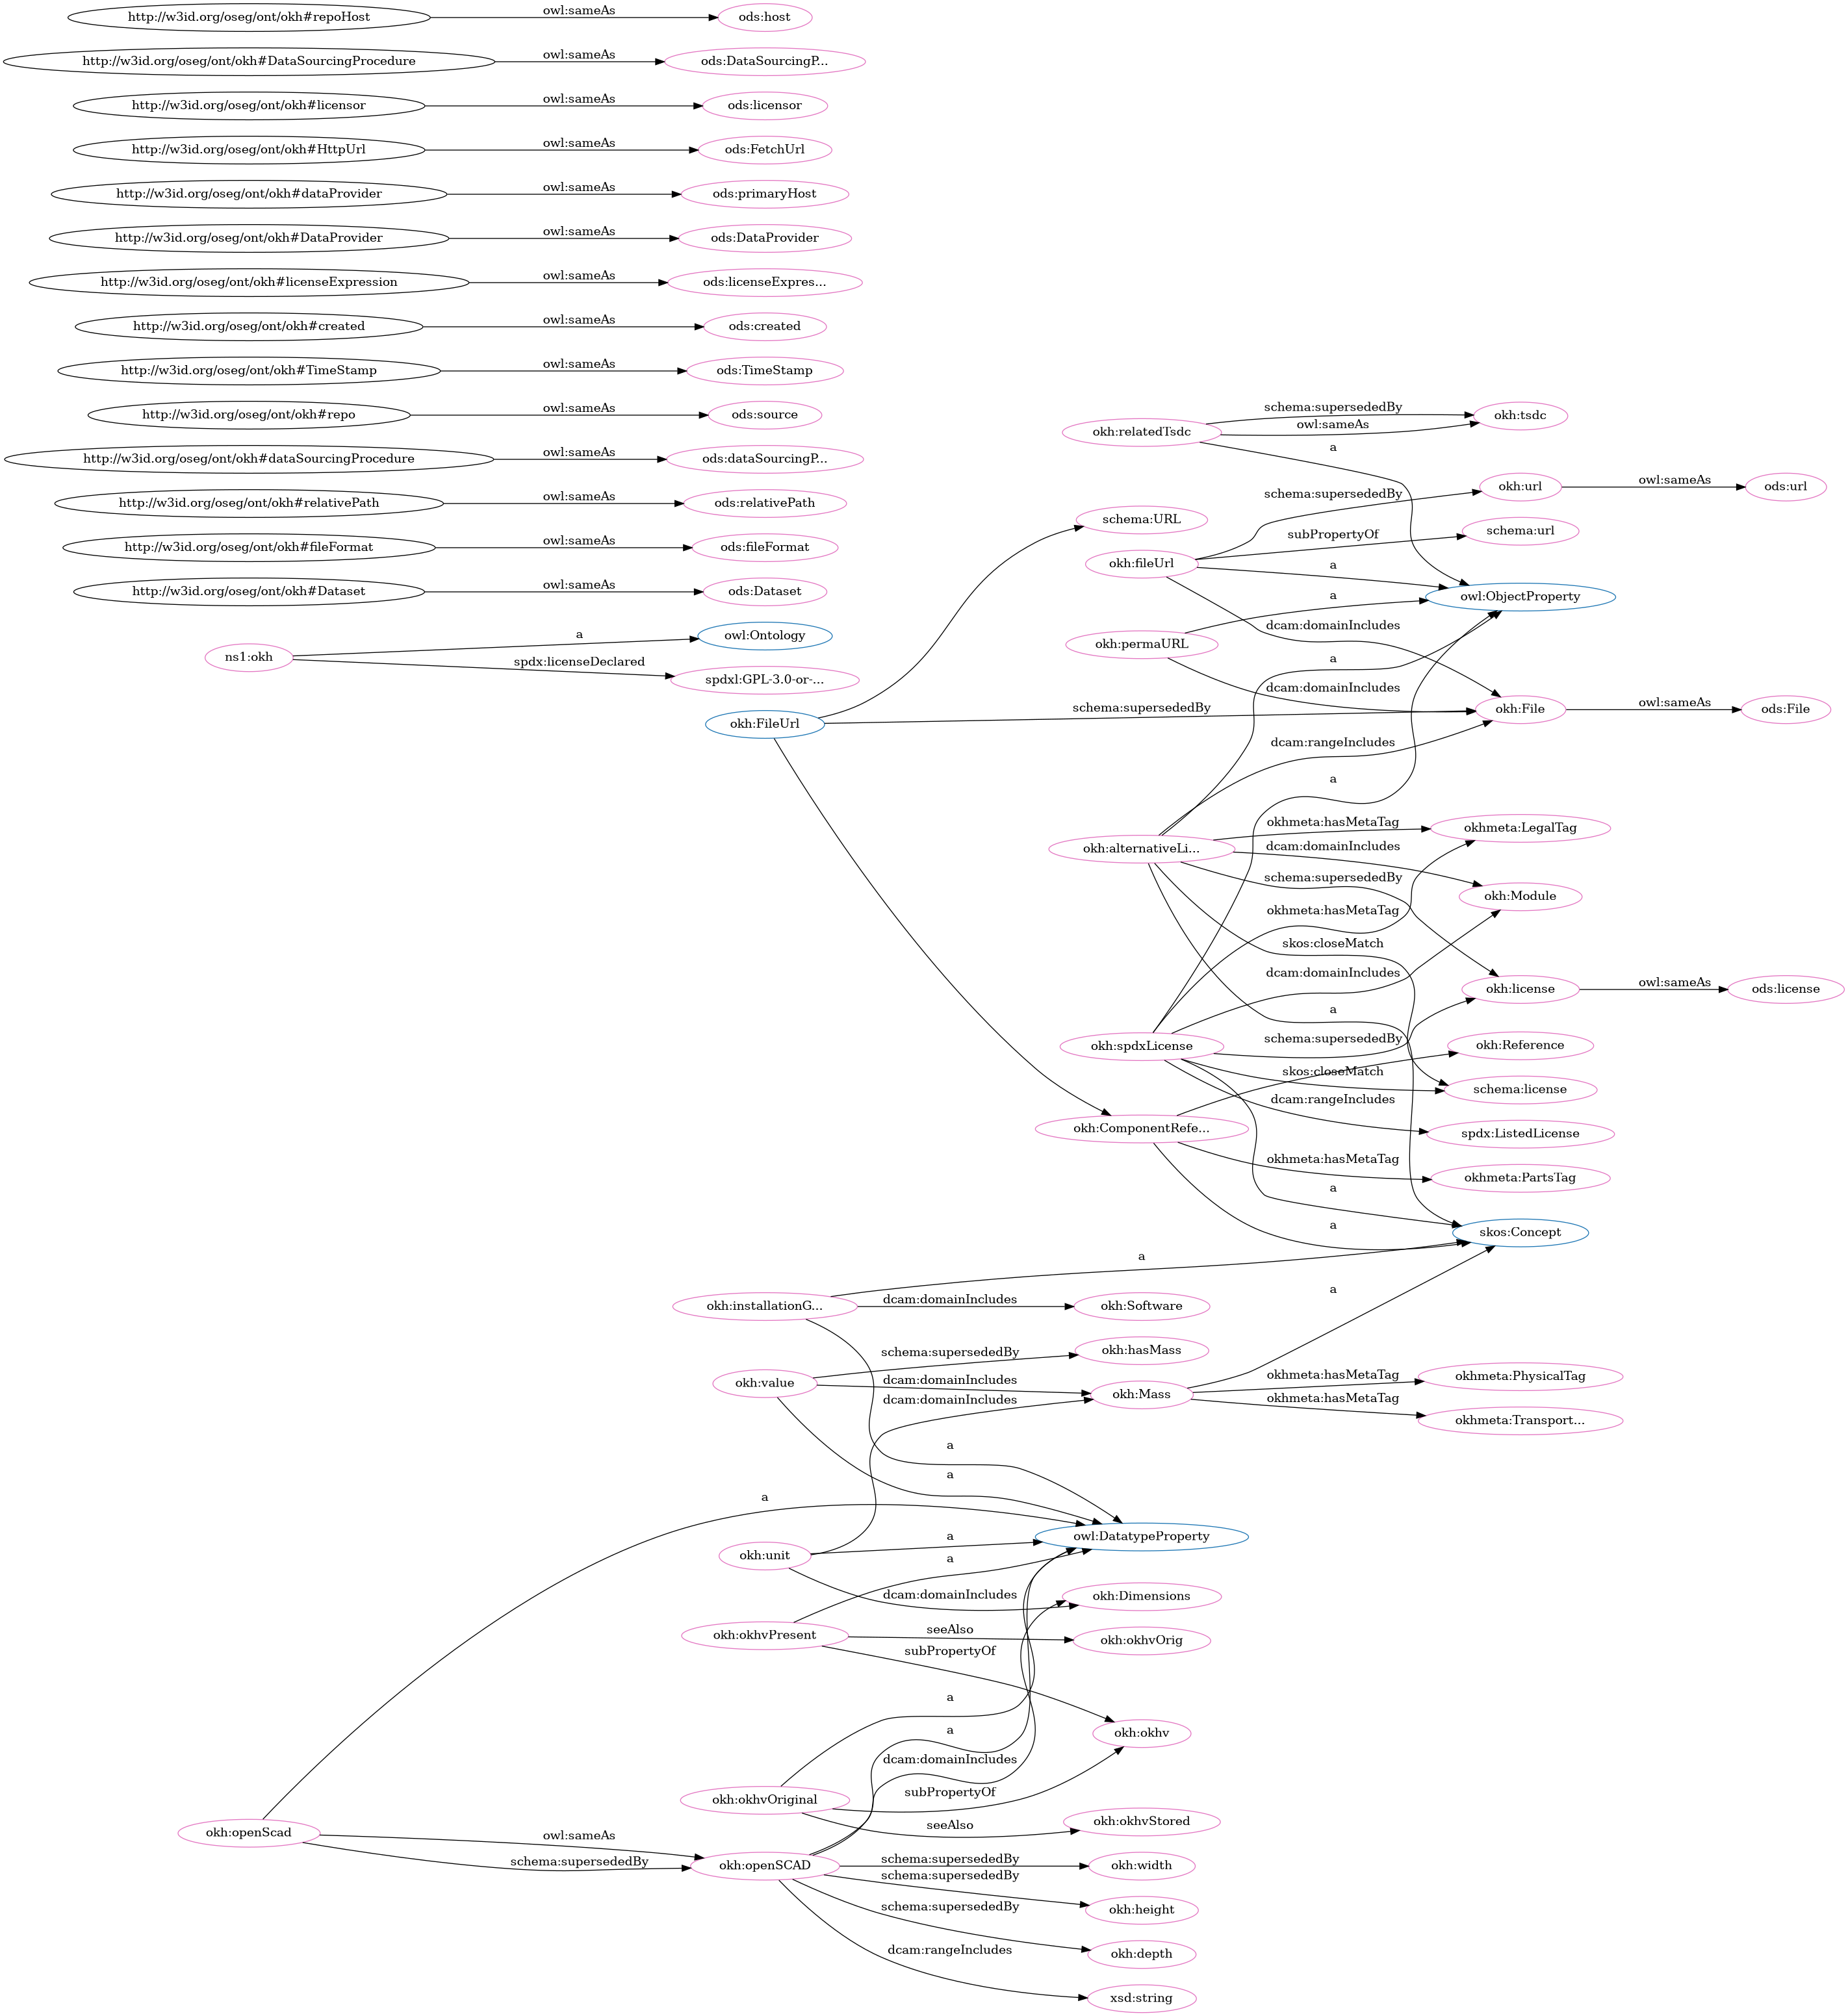 http://w3id.org/oseg/ont/okh#repoHost
owl:sameAs
ods:host
http://w3id.org/oseg/ont/okh#DataSourcingProcedure
owl:sameAs
ods:DataSourcingP...
http://w3id.org/oseg/ont/okh#licensor
owl:sameAs
ods:licensor
http://w3id.org/oseg/ont/okh#HttpUrl
owl:sameAs
ods:FetchUrl
http://w3id.org/oseg/ont/okh#dataProvider
owl:sameAs
ods:primaryHost
http://w3id.org/oseg/ont/okh#DataProvider
owl:sameAs
ods:DataProvider
http://w3id.org/oseg/ont/okh#licenseExpression
owl:sameAs
ods:licenseExpres...
http://w3id.org/oseg/ont/okh#created
owl:sameAs
ods:created
http://w3id.org/oseg/ont/okh#TimeStamp
owl:sameAs
ods:TimeStamp
http://w3id.org/oseg/ont/okh#repo
owl:sameAs
ods:source
http://w3id.org/oseg/ont/okh#dataSourcingProcedure
owl:sameAs
ods:dataSourcingP...
http://w3id.org/oseg/ont/okh#relativePath
owl:sameAs
ods:relativePath
http://w3id.org/oseg/ont/okh#fileFormat
owl:sameAs
ods:fileFormat
http://w3id.org/oseg/ont/okh#Dataset
owl:sameAs
ods:Dataset
ns1:okh
a
owl:Ontology
spdx:licenseDeclared
spdxl:GPL-3.0-or-...
okh:FileUrl
schema:supersededBy
schema:URL
okh:relatedTsdc
schema:supersededBy
owl:sameAs
a
okh:tsdc
okh:fileUrl
schema:supersededBy
subPropertyOf
a
dcam:domainIncludes
okh:url
owl:sameAs
ods:url
schema:url
owl:ObjectProperty
okh:permaURL
a
dcam:domainIncludes
okh:File
owl:sameAs
ods:File
okh:alternativeLi...
a
dcam:rangeIncludes
okhmeta:hasMetaTag
dcam:domainIncludes
schema:supersededBy
skos:closeMatch
a
okhmeta:LegalTag
okh:Module
okh:spdxLicense
a
okhmeta:hasMetaTag
dcam:domainIncludes
schema:supersededBy
skos:closeMatch
dcam:rangeIncludes
a
okh:license
owl:sameAs
ods:license
okh:Reference
schema:license
spdx:ListedLicense
okh:ComponentRefe...
okhmeta:hasMetaTag
a
okhmeta:PartsTag
skos:Concept
okh:installationG...
a
dcam:domainIncludes
a
okh:Software
okh:value
schema:supersededBy
dcam:domainIncludes
a
okh:hasMass
okh:Mass
a
okhmeta:hasMetaTag
okhmeta:hasMetaTag
okhmeta:PhysicalTag
okhmeta:Transport...
okh:unit
dcam:domainIncludes
a
dcam:domainIncludes
owl:DatatypeProperty
okh:Dimensions
okh:okhvPresent
a
seeAlso
subPropertyOf
okh:okhvOrig
okh:okhv
okh:okhvOriginal
a
subPropertyOf
seeAlso
okh:okhvStored
okh:openScad
a
owl:sameAs
schema:supersededBy
okh:openSCAD
a
dcam:domainIncludes
schema:supersededBy
schema:supersededBy
schema:supersededBy
dcam:rangeIncludes
okh:width
okh:height
okh:depth
xsd:string